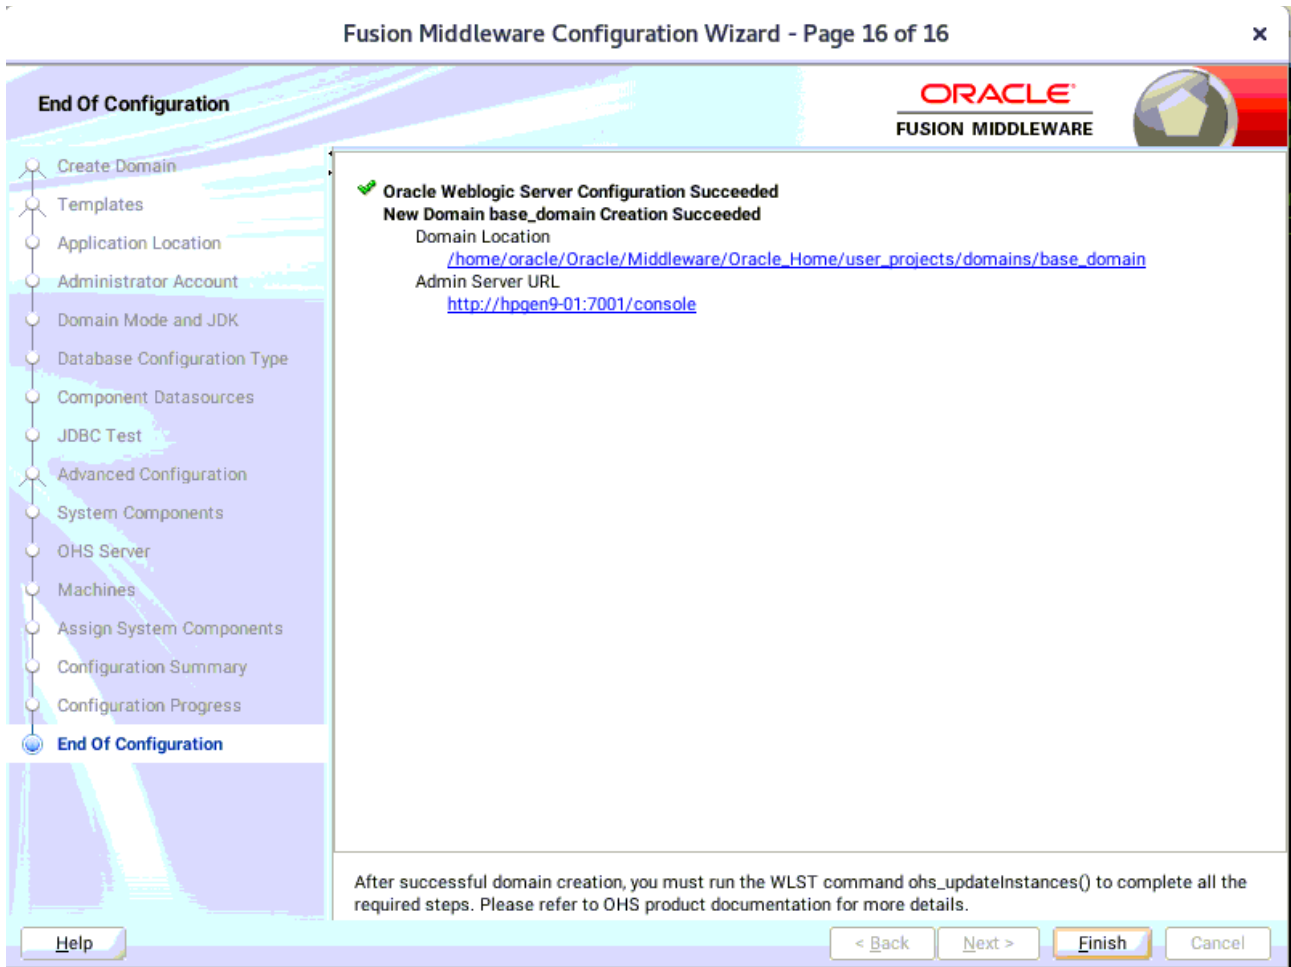 Fusion Middleware Configuration Wizard - Page 16 of 16
×
End Of Configuration
ORACLE
FUSION MIDDLEWARE
Create Domain
Templates
Application Location
Administrator Account
Domain Mode and JDK
Database Configuration Type
Component Datasources
JDBC Test
Advanced Configuration
System Components
OHS Server
Machines
Assign System Components
Configuration Summary
Configuration Progress
End Of Configuration
Oracle Weblogic Server Configuration Succeeded
New Domain base_domain Creation Succeeded
Domain Location
/home/oracle/Oracle/Middleware/Oracle_Home/user_projects/domains/base_domain
Admin Server URL
http://hpgen9-01:7001/console
After successful domain creation, you must run the WLST command ohs_updateInstances() to complete all the
required steps. Please refer to OHS product documentation for more details.
Help
< Back
Next >
Finish
Cancel